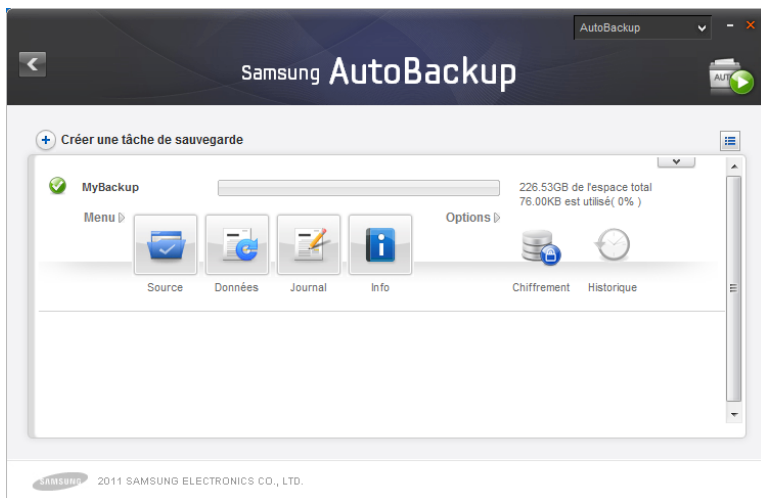 AutoBackup
Samsung AutoBackup
AUTO
Créer une tâche de sauvegarde
MyBackup
226.53GB de l'espace total
76.00KB est utilisé( 0% )
Menu
Options
Source
Données
Journal
Info
Chiffrement
Historique
SAMSUNG 2011 SAMSUNG ELECTRONICS CO., LTD.